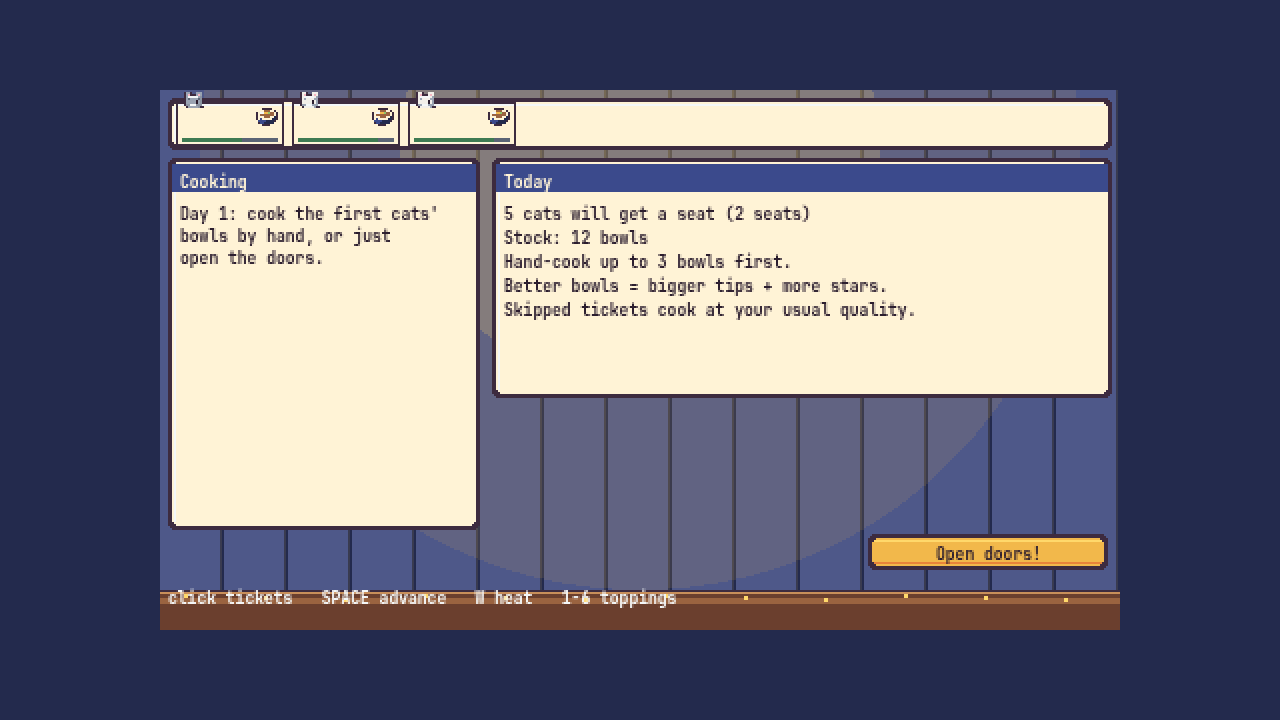 Cooking
Day 1: cook the first cats'
bowls by hand, or just
open the doors.
Today
5 cats will get a seat (2 seats)
Stock: 12 bowls
Hand-cook up to 3 bowls first.
Better bowls = bigger tips + more stars.
Skipped tickets cook at your usual quality.
Open doors!
click tickets   SPACE advance   W heat   1-6 toppings